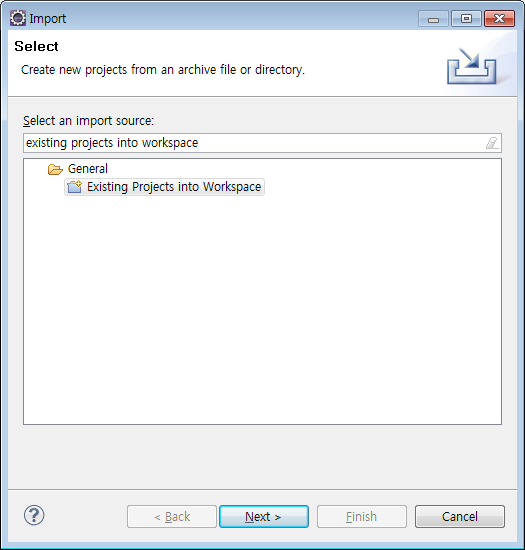 Import
Select
Create new projects from an archive file or directory.
Select an import source:
existing projects into workspace
General
Existing Projects into Workspace
?
< Back
Next >
Finish
Cancel